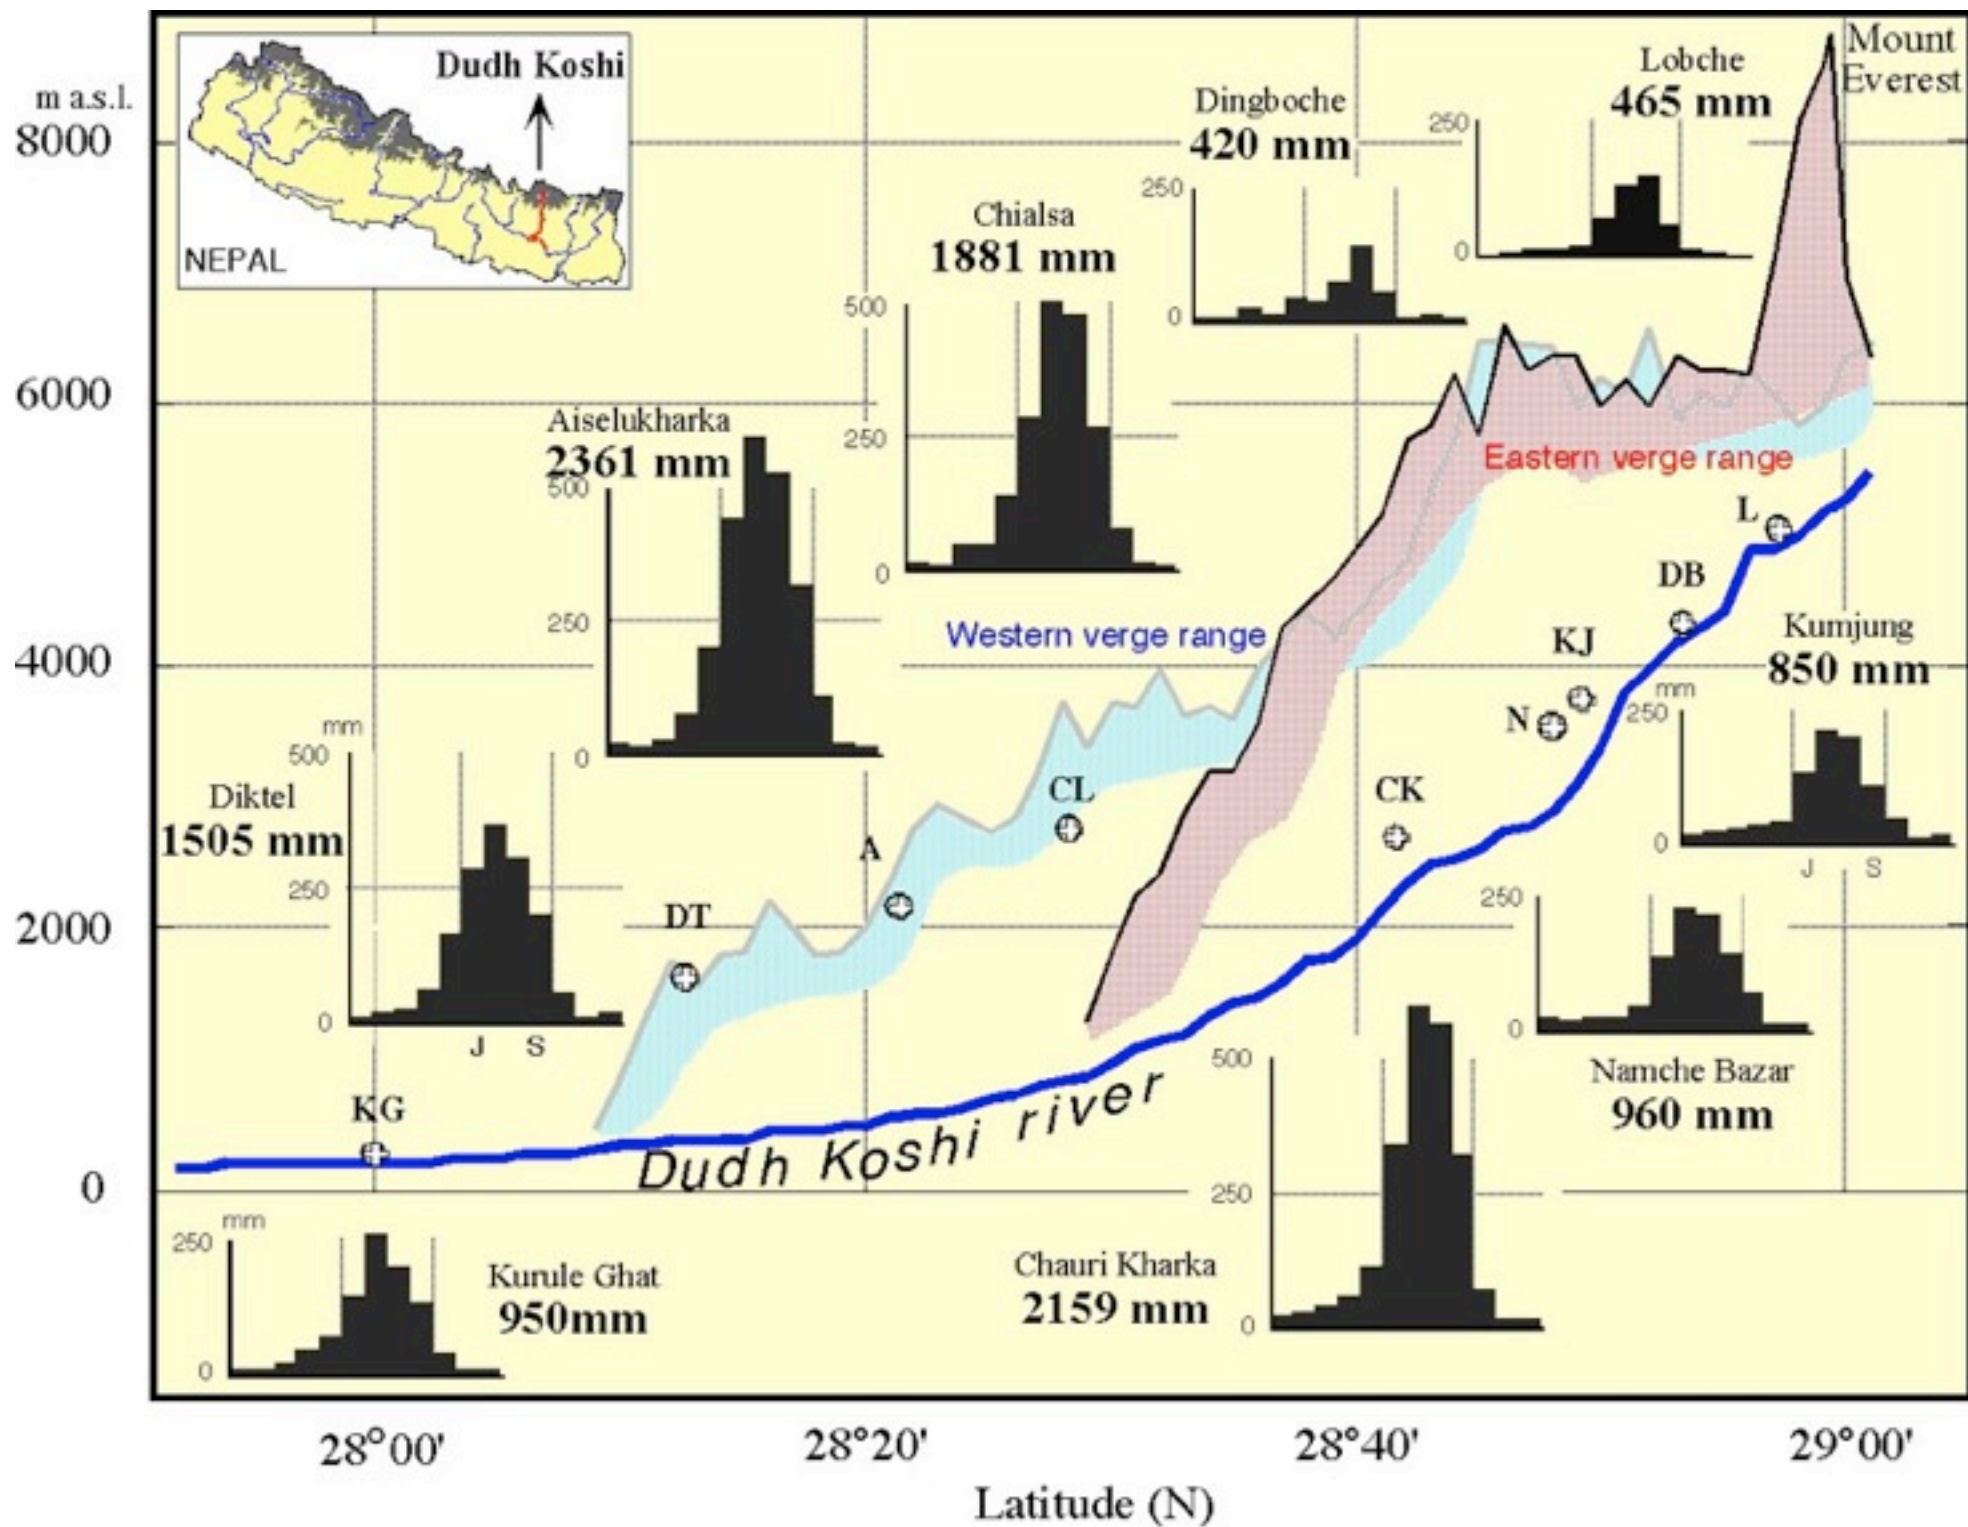 Dudh Koshi
NEPAL
m a.s.l.
8000
6000
4000
2000
0
Mount
Everest
Lobche
465 mm
250
0
Dingboche
420 mm
250
0
Chialsa
1881 mm
500
250
0
Aiselukharka
2361 mm
500
250
0
Western verge range
Eastern verge range
L
DB
KJ
N
CK
CL
A
DT
KG
Kumjung
850 mm
mm
250
0
J S
Diktel
1505 mm
mm
500
250
0
J S
250
0
Namche Bazar
960 mm
Dudh Koshi river
500
250
0
Chauri Kharka
2159 mm
mm
250
0
Kurule Ghat
950mm
28°00' 28°20' 28°40' 29°00'
Latitude (N)